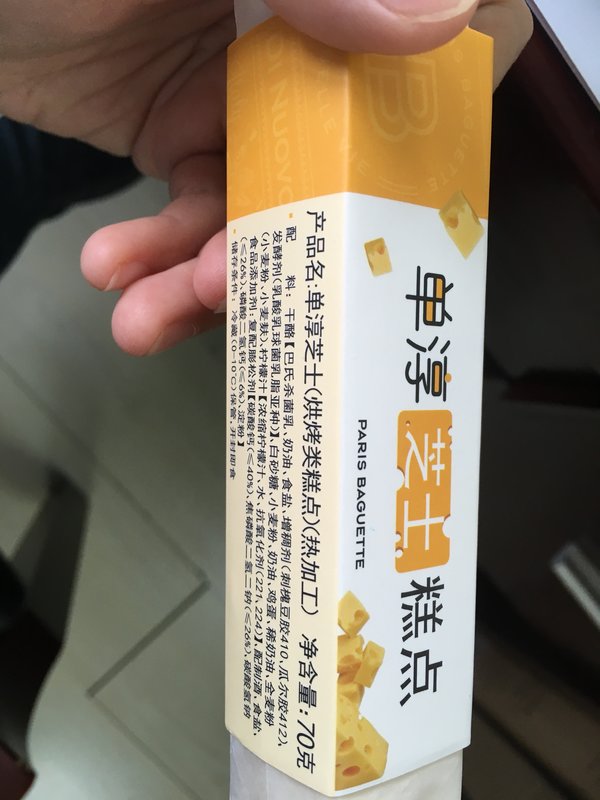 单淳芝士糕点
PARIS BAGUETTE
产品名:单淳芝士(烘烤类糕点)(热加工) 净含量:70克
配 料: 干酪【巴氏杀菌乳、奶油、食盐、增稠剂(刺槐豆胶410、瓜尔胶412)、
发酵剂(乳酸乳球菌乳脂亚种)】、白砂糖、小麦粉、奶油、鸡蛋、稀奶油、全麦粉
(小麦粉、小麦麸)、柠檬汁【浓缩柠檬汁、水、抗氧化剂(221、224)】、配制酒、食盐、
食品添加剂:复配膨松剂【碳酸钙(≤40%)、焦磷酸二氢二钠(≤26%)、碳酸氢钠
(≤26%)、磷酸二氢钙(≤6%)、淀粉】
储存条件: 冷藏(0-10℃)保管,开封即食
NUOVO
BAGUETTE
B